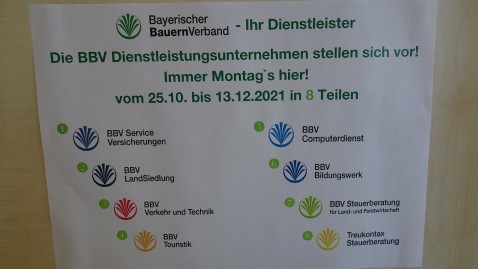 Bayerischer
BauernVerband - Ihr Dienstleister
Die BBV Dienstleistungsunternehmen stellen sich vor!
Immer Montag`s hier!
vom 25.10. bis 13.12.2021 in 8 Teilen
1 BBV Service
Versicherungen
2 BBV
LandSiedlung
3 BBV
Verkehr und Technik
4 BBV
Touristik
5 BBV
Computerdienst
6 BBV
Bildungswerk
7 BBV Steuerberatung
für Land- und Forstwirtschaft
8 Treukontax
Steuerberatung